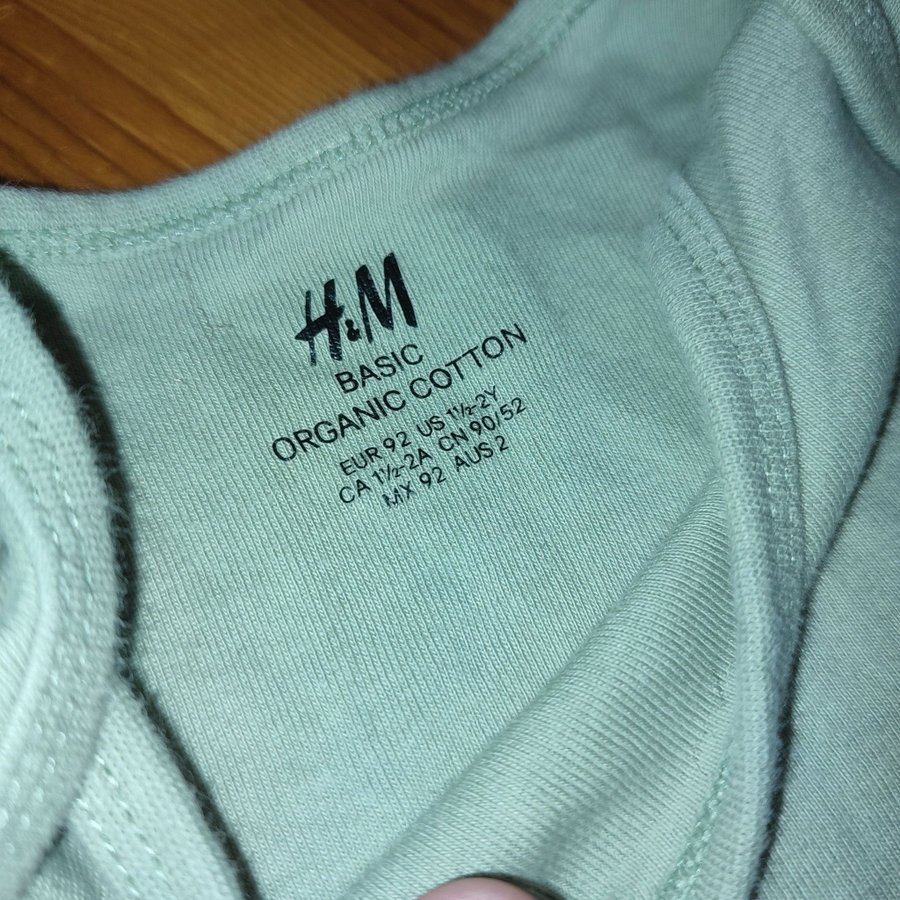 H&M
BASIC
ORGANIC COTTON
EUR 92 US 1½-2Y
CA 1½-2A CN 90/52
MX 92 AUS 2